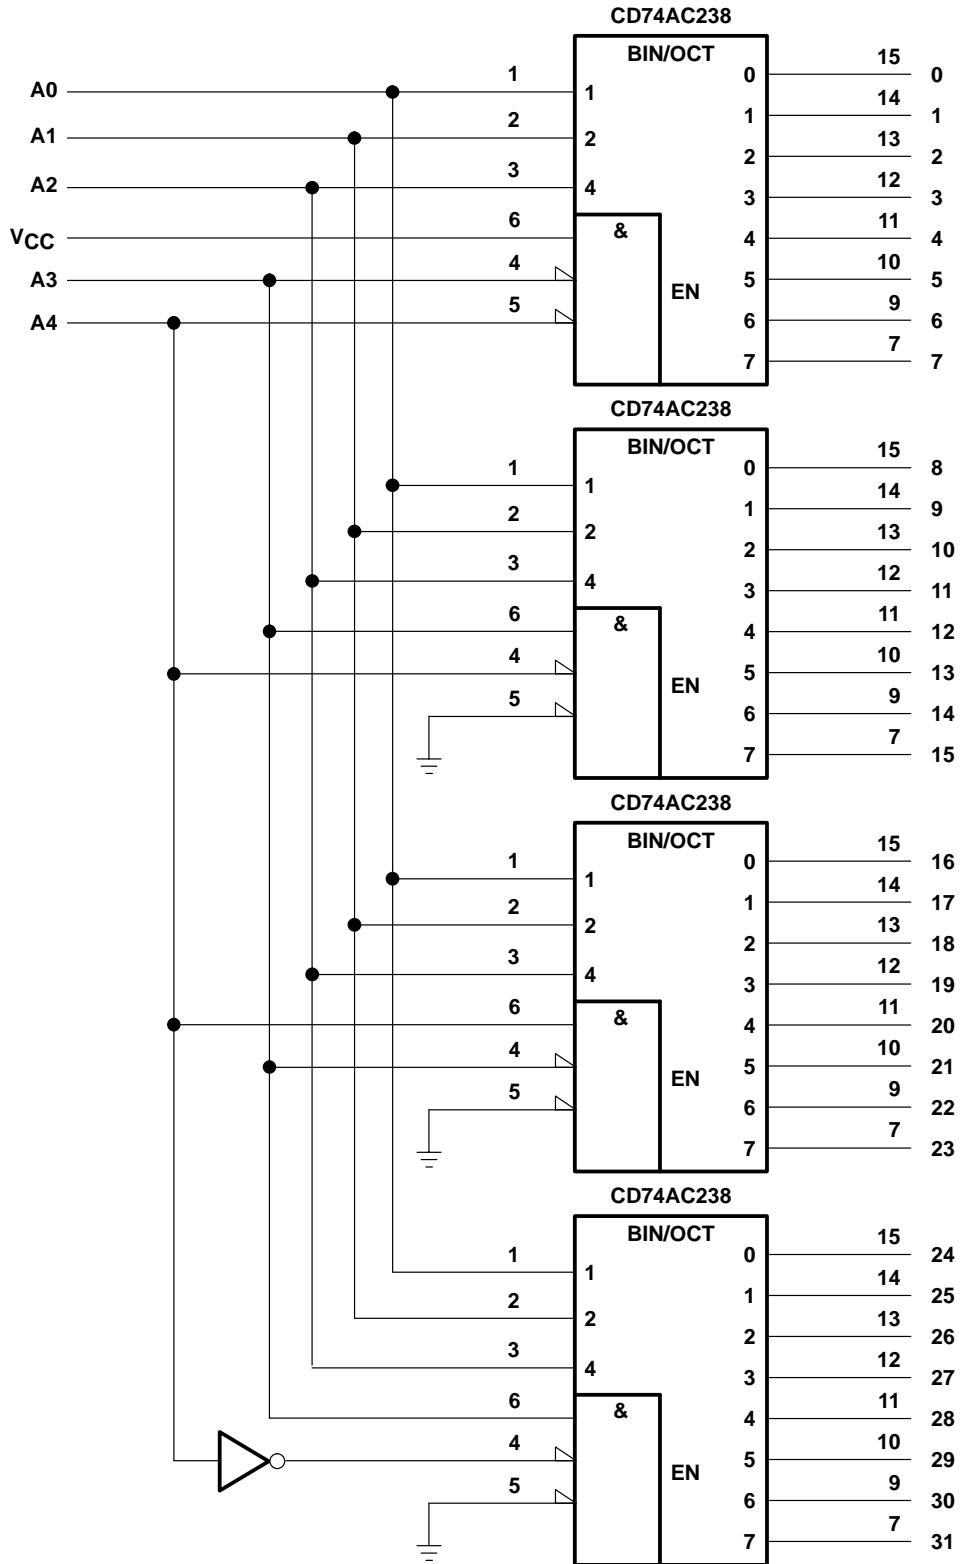 CD74AC238
BIN/OCT
A0 1 1 0 15 0
A1 2 2 1 14 1
A2 3 4 2 13 2
3 12 3
VCC 6 & 4 11 4
A3 4 EN 5 10 5
A4 5 6 9 6
7 7 7
CD74AC238
BIN/OCT
1 1 0 15 8
2 2 1 14 9
3 4 2 13 10
3 12 11
6 & 4 11 12
4 EN 5 10 13
5 6 9 14
7 7 15
CD74AC238
BIN/OCT
1 1 0 15 16
2 2 1 14 17
3 4 2 13 18
3 12 19
6 & 4 11 20
4 EN 5 10 21
5 6 9 22
7 7 23
CD74AC238
BIN/OCT
1 1 0 15 24
2 2 1 14 25
3 4 2 13 26
3 12 27
6 & 4 11 28
4 EN 5 10 29
5 6 9 30
7 7 31